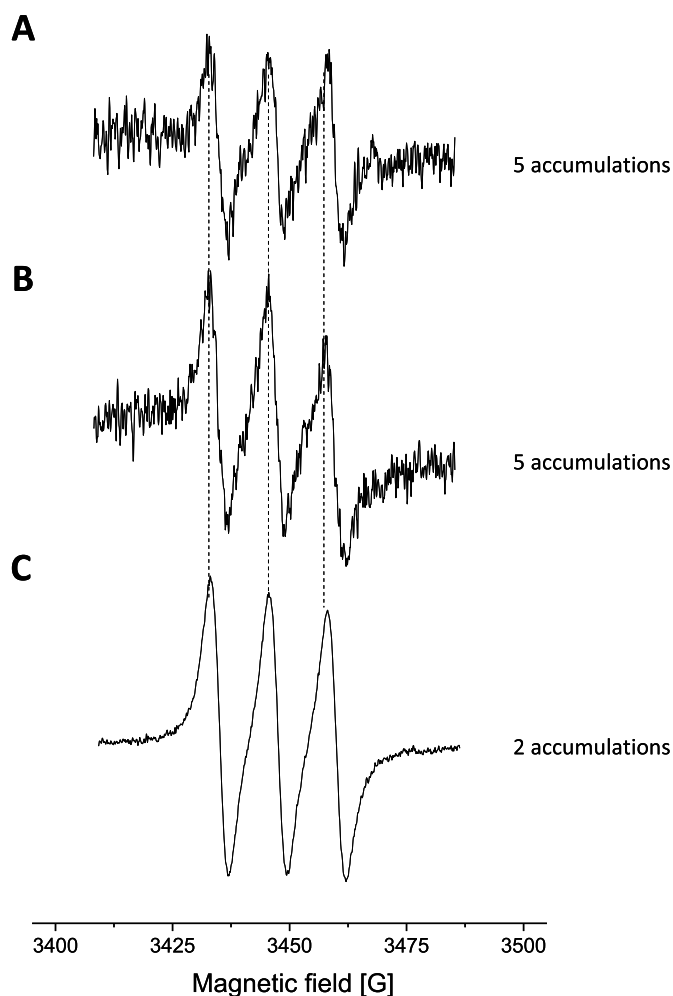 A
5 accumulations
B
5 accumulations
C
2 accumulations
3400 3425 3450 3475 3500
Magnetic field [G]